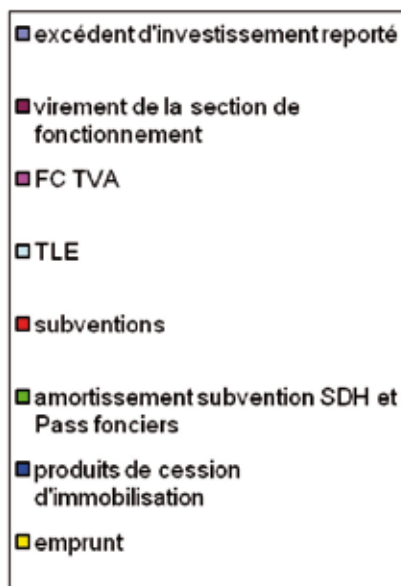 excédent d'investissement reporté
virement de la section de
fonctionnement
FC TVA
TLE
subventions
amortissement subvention SDH et
Pass fonciers
produits de cession
d'immobilisation
emprunt